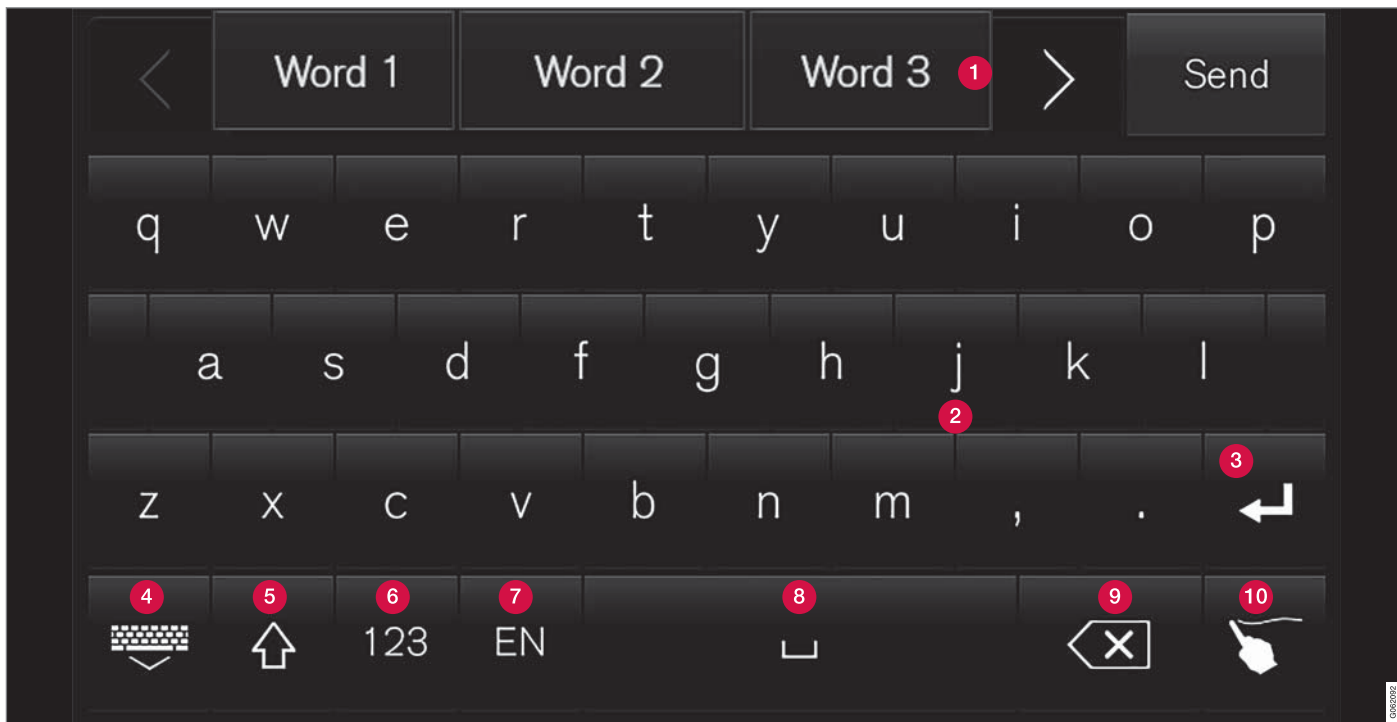 Word 1 Word 2 Word 3 1 Send
q w e r t y u i o p
a s d f g h j k l
2
3
z x c v b n m , .
4 5 6 7 8 9 10
123 EN
G062092